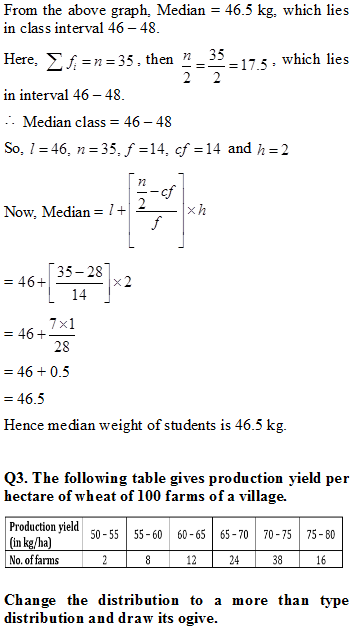 From the above graph, Median = 46.5 kg, which lies
in class interval 46 – 48.
Here, ∑ f_i = n = 35, then n/2 = 35/2 = 17.5, which lies
in interval 46 – 48.
∴ Median class = 46 – 48
So, l = 46, n = 35, f = 14, cf = 14 and h = 2
Now, Median = l + [(n/2 – cf)/f] × h
= 46 + [(35 – 28)/14] × 2
= 46 + (7 × 1)/28
= 46 + 0.5
= 46.5
Hence median weight of students is 46.5 kg.
Q3. The following table gives production yield per
hectare of wheat of 100 farms of a village.
Production yield (in kg/ha) 50 – 55 55 – 60 60 – 65 65 – 70 70 – 75 75 – 80
No. of farms 2 8 12 24 38 16
Change the distribution to a more than type
distribution and draw its ogive.